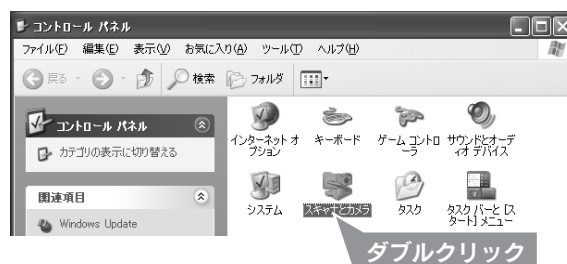 コントロール パネル
ファイル(F) 編集(E) 表示(V) お気に入り(A) ツール(T) ヘルプ(H)
戻る 検索 フォルダ
コントロール パネル
カテゴリの表示に切り替える
関連項目
Windows Update
インターネット オプション
キーボード
ゲーム コントローラ
サウンドとオーディオ デバイス
システム
スキャナとカメラ
タスク
タスク バーと [スタート] メニュー
ダブルクリック